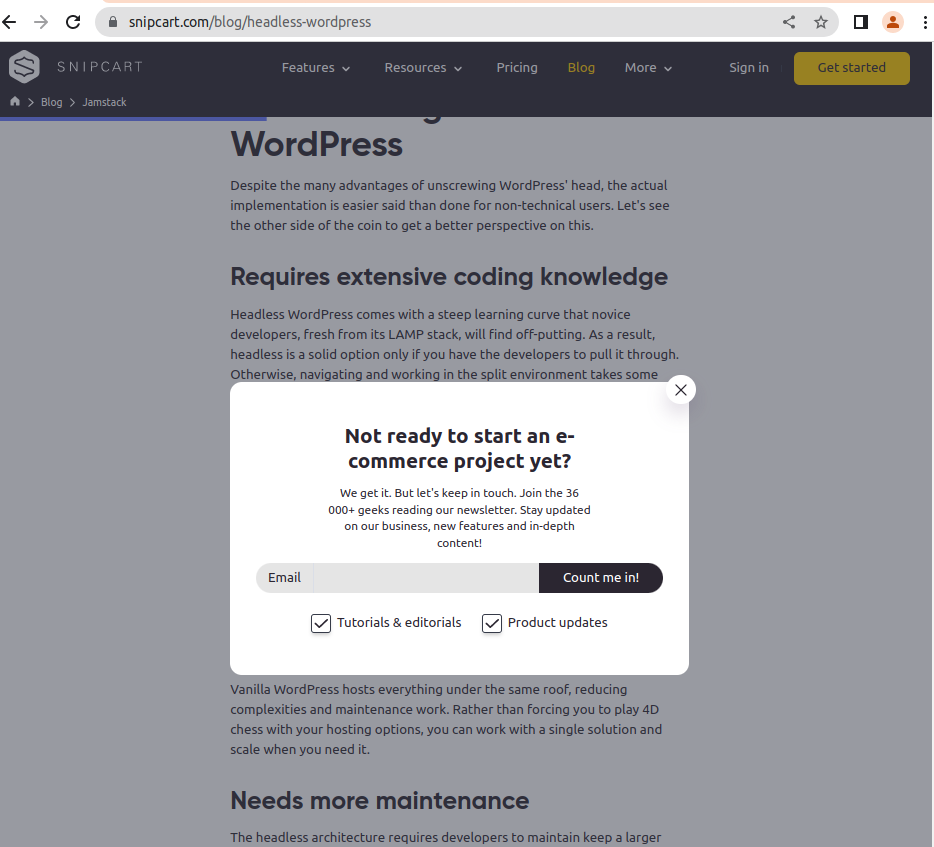 snipcart.com/blog/headless-wordpress
SNIPCART
Features
Resources
Pricing
Blog
More
Sign in
Get started
Blog
Jamstack
WordPress
Despite the many advantages of unscrewing WordPress' head, the actual
implementation is easier said than done for non-technical users. Let's see
the other side of the coin to get a better perspective on this.
Requires extensive coding knowledge
Headless WordPress comes with a steep learning curve that novice
developers, fresh from its LAMP stack, will find off-putting. As a result,
headless is a solid option only if you have the developers to pull it through.
Otherwise, navigating and working in the split environment takes some
Not ready to start an e-
commerce project yet?
We get it. But let's keep in touch. Join the 36
000+ geeks reading our newsletter. Stay updated
on our business, new features and in-depth
content!
Email
Count me in!
Tutorials & editorials
Product updates
Vanilla WordPress hosts everything under the same roof, reducing
complexities and maintenance work. Rather than forcing you to play 4D
chess with your hosting options, you can work with a single solution and
scale when you need it.
Needs more maintenance
The headless architecture requires developers to maintain keep a larger